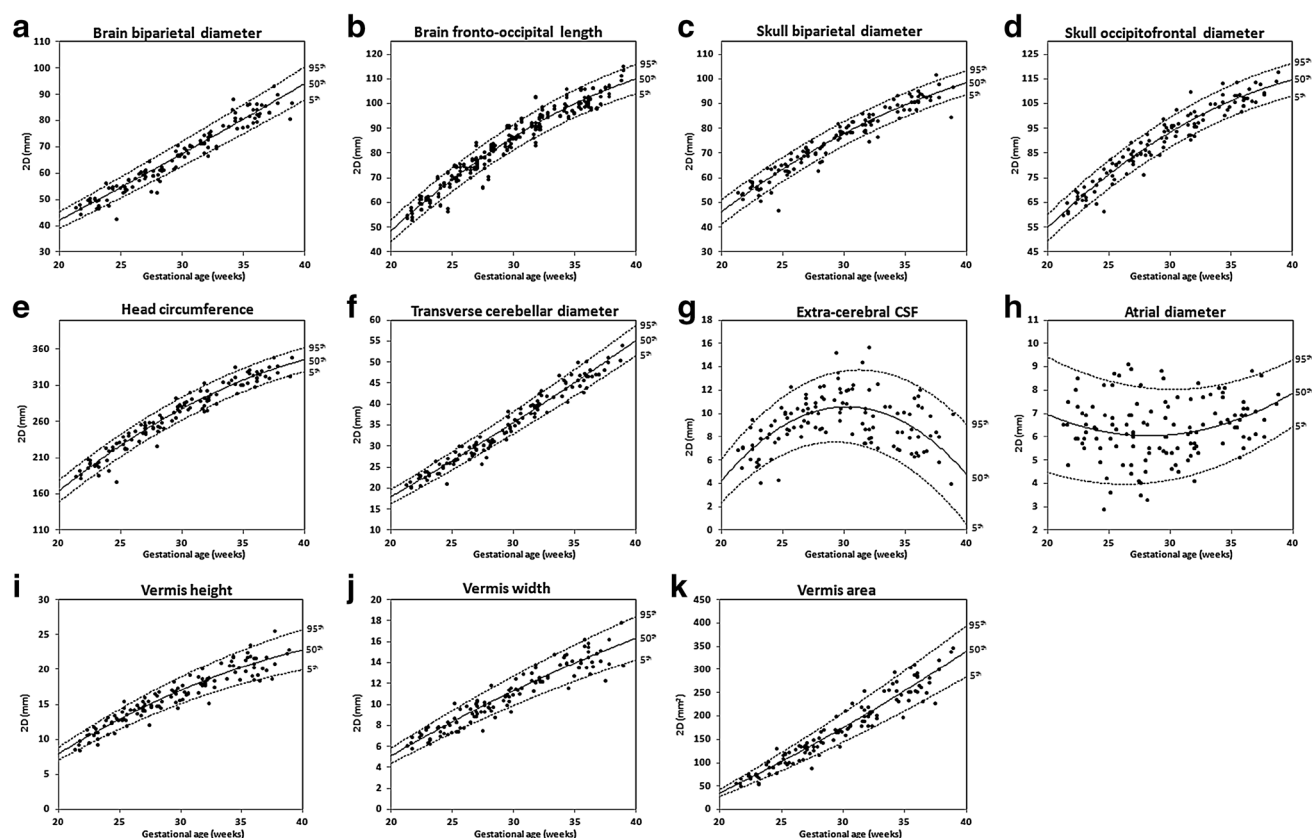 a Brain biparietal diameter
110
100
90
80
70
60
50
40
30
2D (mm)
20 25 30 35 40
Gestational age (weeks)
95th
50th
5th
b Brain fronto-occipital length
120
110
100
90
80
70
60
50
40
2D (mm)
20 25 30 35 40
Gestational age (weeks)
95th
50th
5th
c Skull biparietal diameter
110
100
90
80
70
60
50
40
30
2D (mm)
20 25 30 35 40
Gestational age (weeks)
95th
50th
5th
d Skull occipitofrontal diameter
125
115
105
95
85
75
65
55
45
2D (mm)
20 25 30 35 40
Gestational age (weeks)
95th
50th
5th
e Head circumference
360
310
260
210
160
110
2D (mm)
20 25 30 35 40
Gestational age (weeks)
95th
50th
5th
f Transverse cerebellar diameter
60
55
50
45
40
35
30
25
20
15
10
2D (mm)
20 25 30 35 40
Gestational age (weeks)
95th
50th
5th
g Extra-cerebral CSF
18
16
14
12
10
8
6
4
2
0
2D (mm)
20 25 30 35 40
Gestational age (weeks)
95th
50th
5th
h Atrial diameter
11
10
9
8
7
6
5
4
3
2
2D (mm)
20 25 30 35 40
Gestational age (weeks)
95th
50th
5th
i Vermis height
30
25
20
15
10
5
0
2D (mm)
20 25 30 35 40
Gestational age (weeks)
95th
50th
5th
j Vermis width
20
18
16
14
12
10
8
6
4
2
0
2D (mm)
20 25 30 35 40
Gestational age (weeks)
95th
50th
5th
k Vermis area
450
400
350
300
250
200
150
100
50
0
2D (mm²)
20 25 30 35 40
Gestational age (weeks)
95th
50th
5th